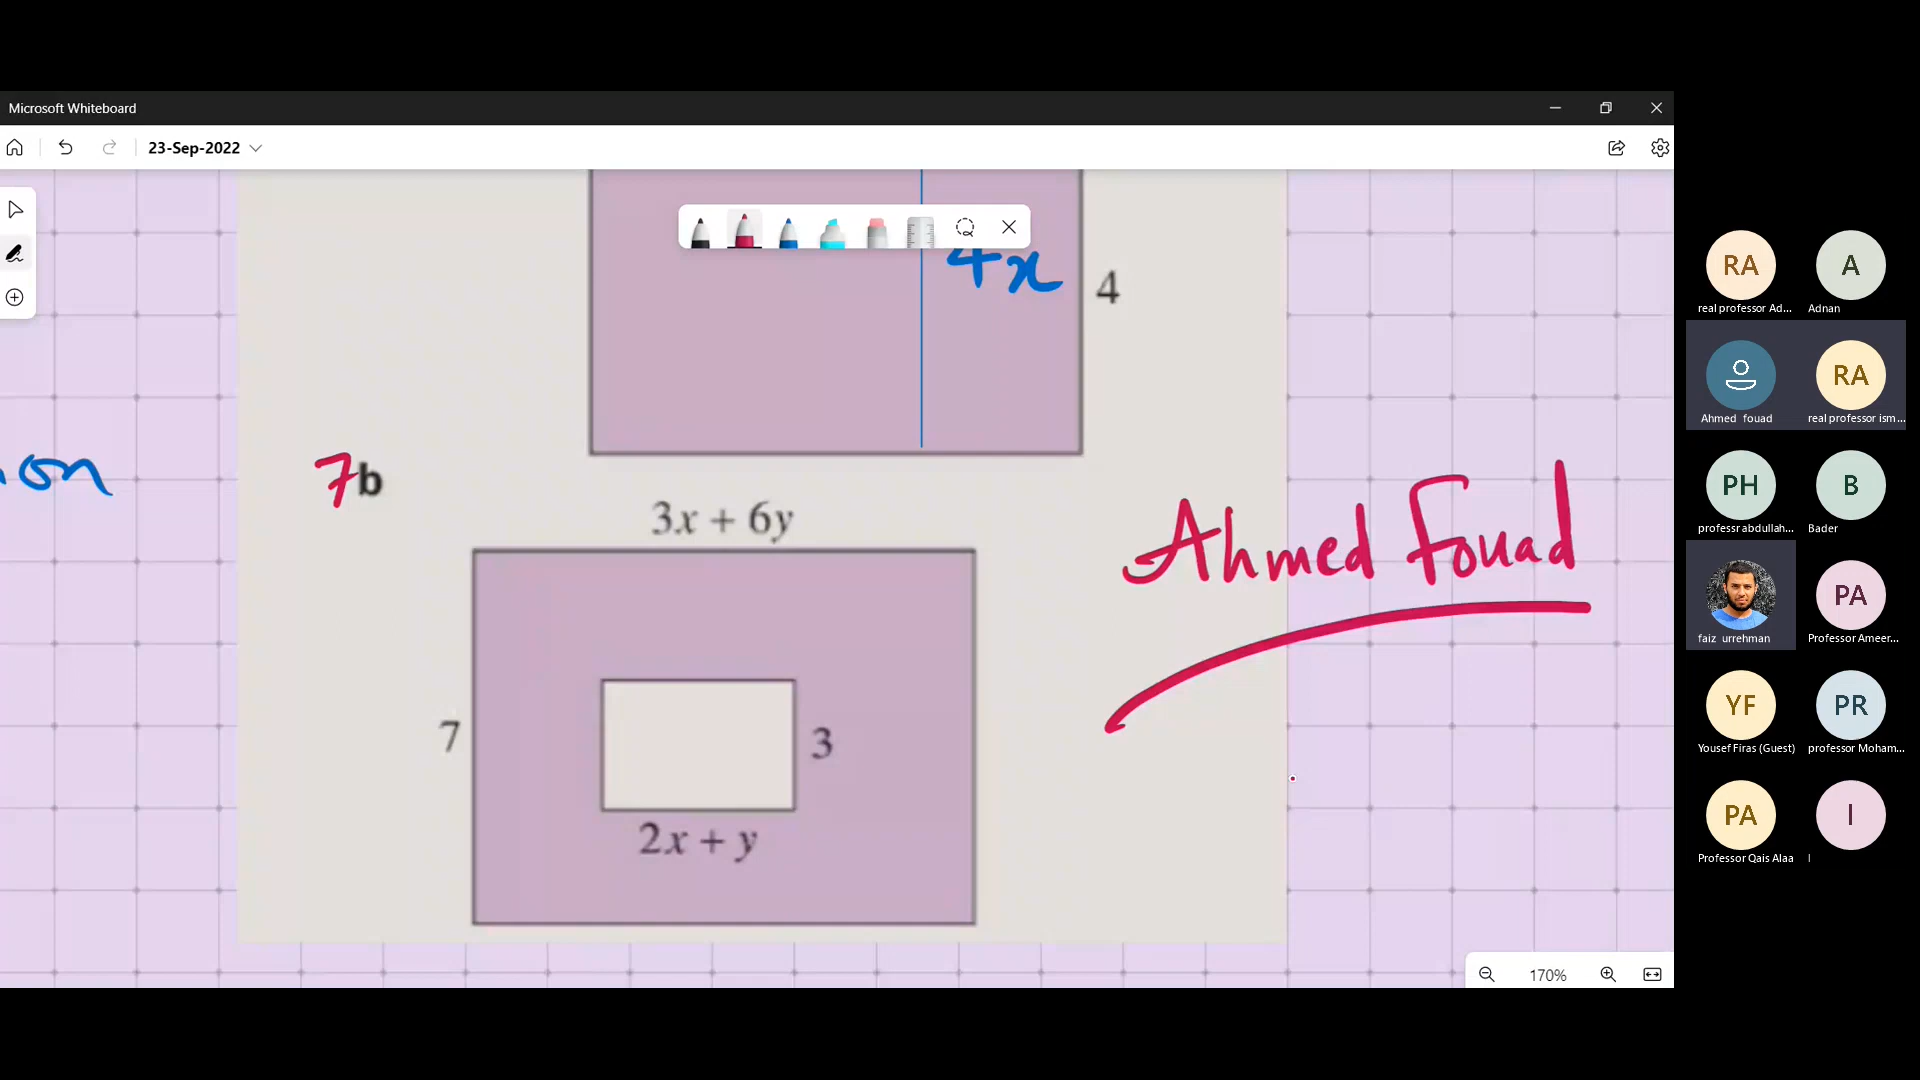 Microsoft Whiteboard
23-Sep-2022
4x
4
7b
3x + 6y
Ahmed Fouad
7
3
2x + y
170%
RA
real professor Ad...
A
Adnan
Ahmed fouad
RA
real professor ism...
PH
professr abdullah...
B
Bader
faiz urrehman
PA
Professor Ameer...
YF
Yousef Firas (Guest)
PR
professor Moham...
PA
Professor Qais Alaa
I
I